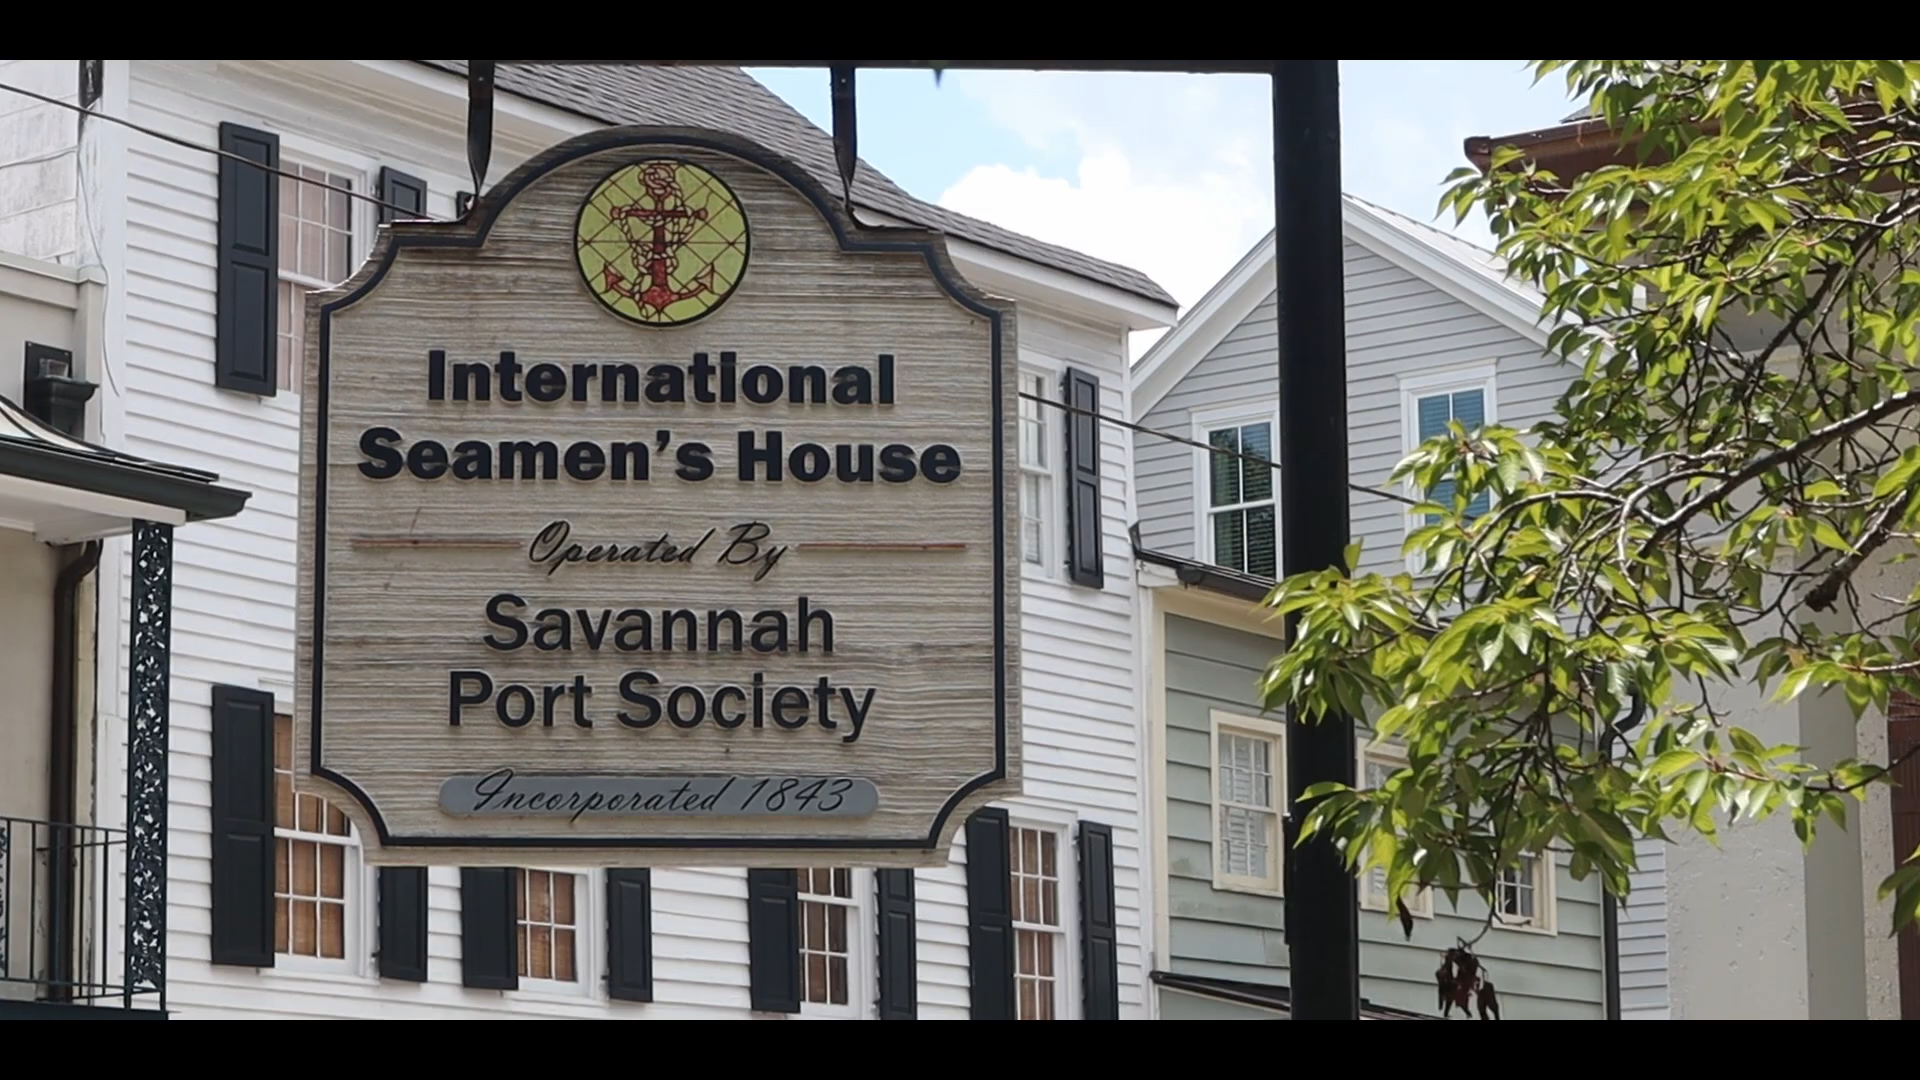 International
Seamen's House
Operated By
Savannah
Port Society
Incorporated 1843